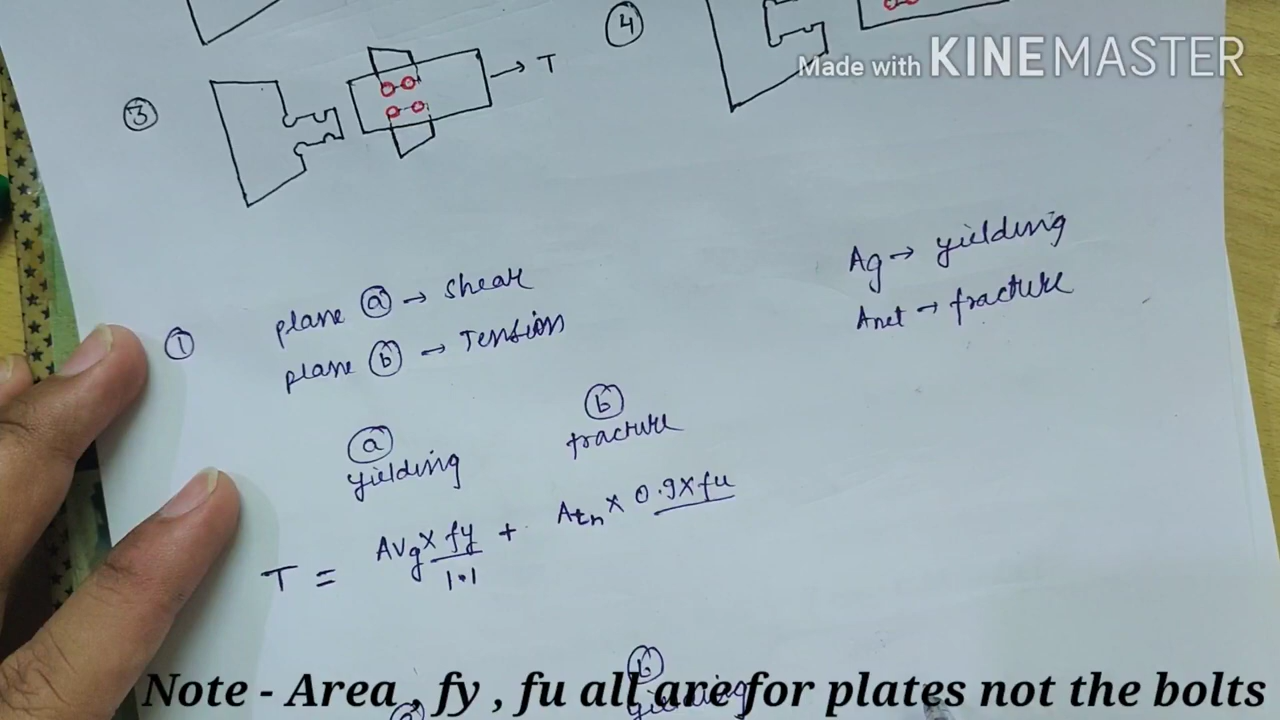 ④
Made with KINEMASTER
③
→ T
Ag → yielding
Anet → fracture
① plane ⓐ → shear
plane ⓑ → Tension
ⓐ ⓑ
yielding fracture
T = Avg × fy/1.1 + Atn × 0.9×fu
ⓑ
yielding
ⓐ
Note - Area , fy , fu all are for plates not the bolts